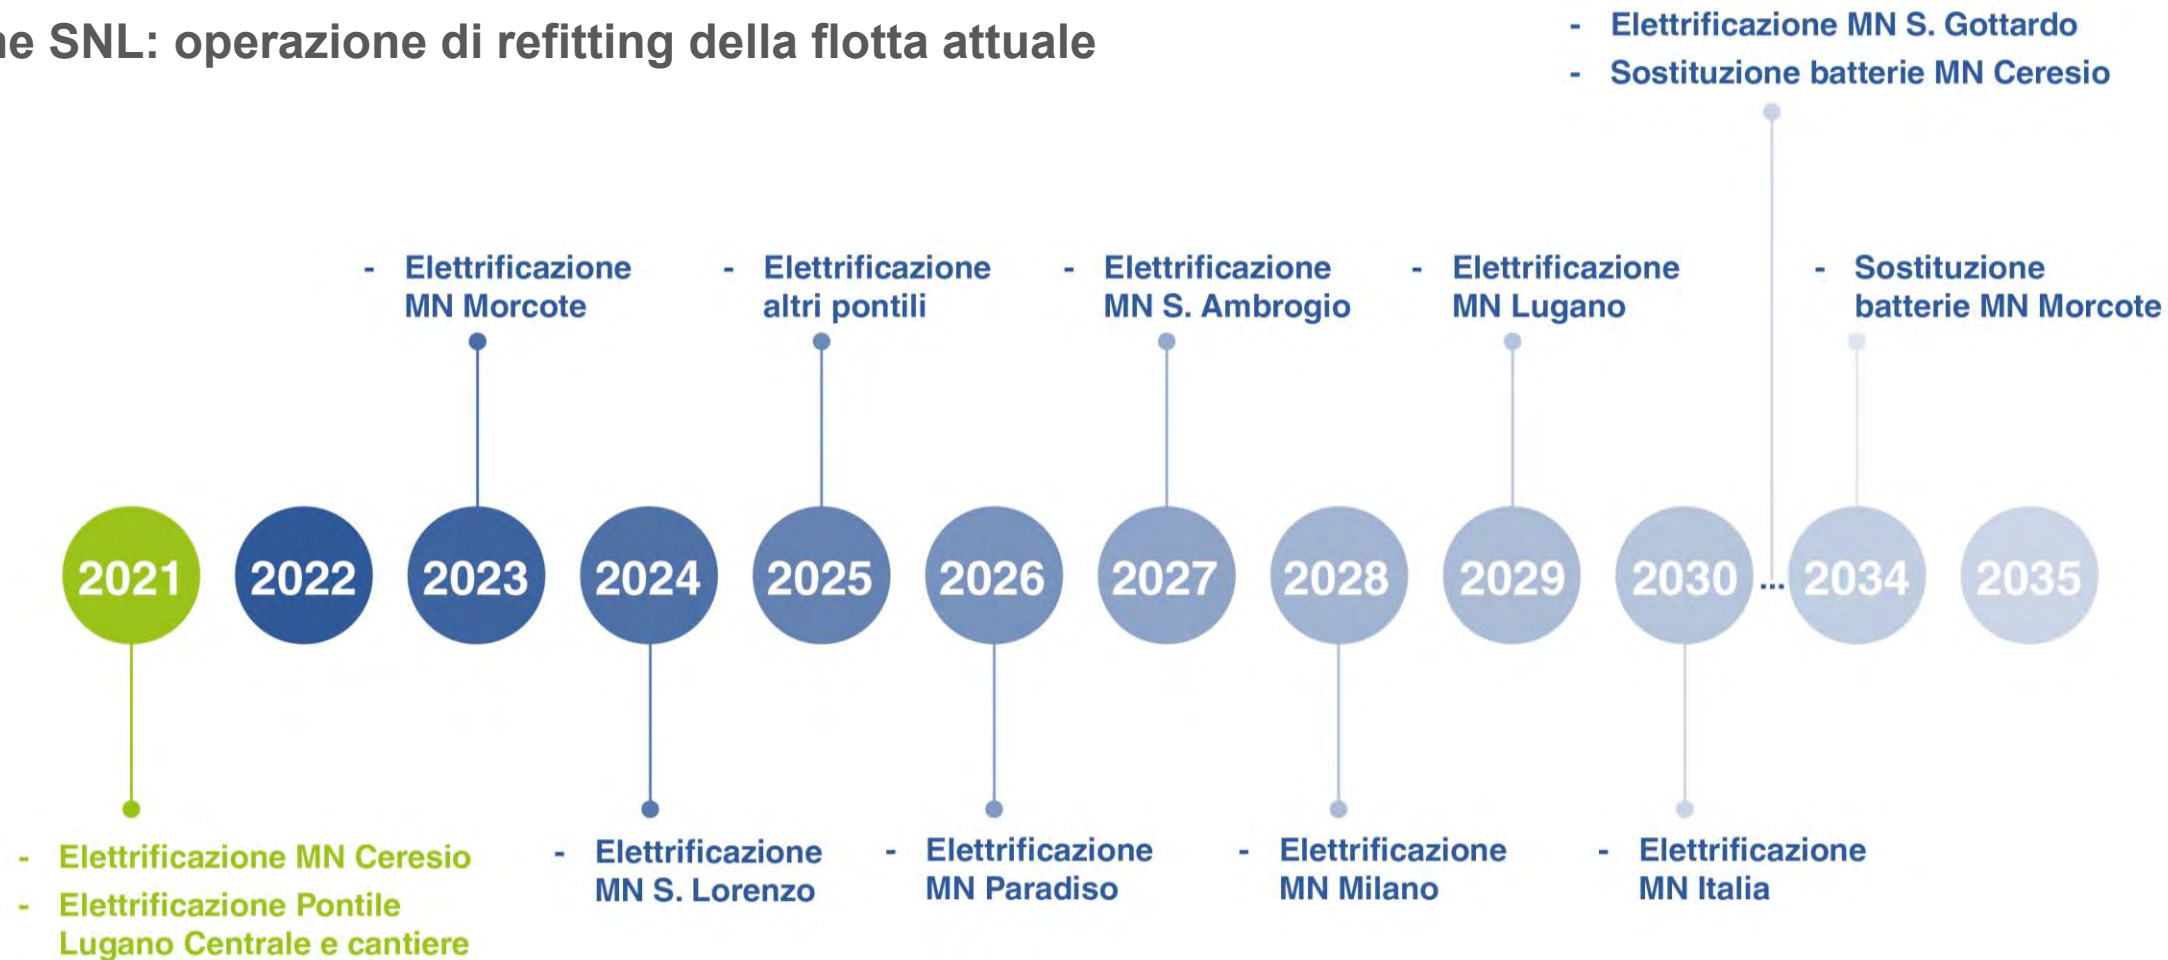 ne SNL: operazione di refitting della flotta attuale
- Elettrificazione MN S. Gottardo
- Sostituzione batterie MN Ceresio
- Elettrificazione
MN Morcote
- Elettrificazione
altri pontili
- Elettrificazione
MN S. Ambrogio
- Elettrificazione
MN Lugano
- Sostituzione
batterie MN Morcote
2021 2022 2023 2024 2025 2026 2027 2028 2029 2030 ... 2034 2035
- Elettrificazione MN Ceresio
- Elettrificazione Pontile
Lugano Centrale e cantiere
- Elettrificazione
MN S. Lorenzo
- Elettrificazione
MN Paradiso
- Elettrificazione
MN Milano
- Elettrificazione
MN Italia